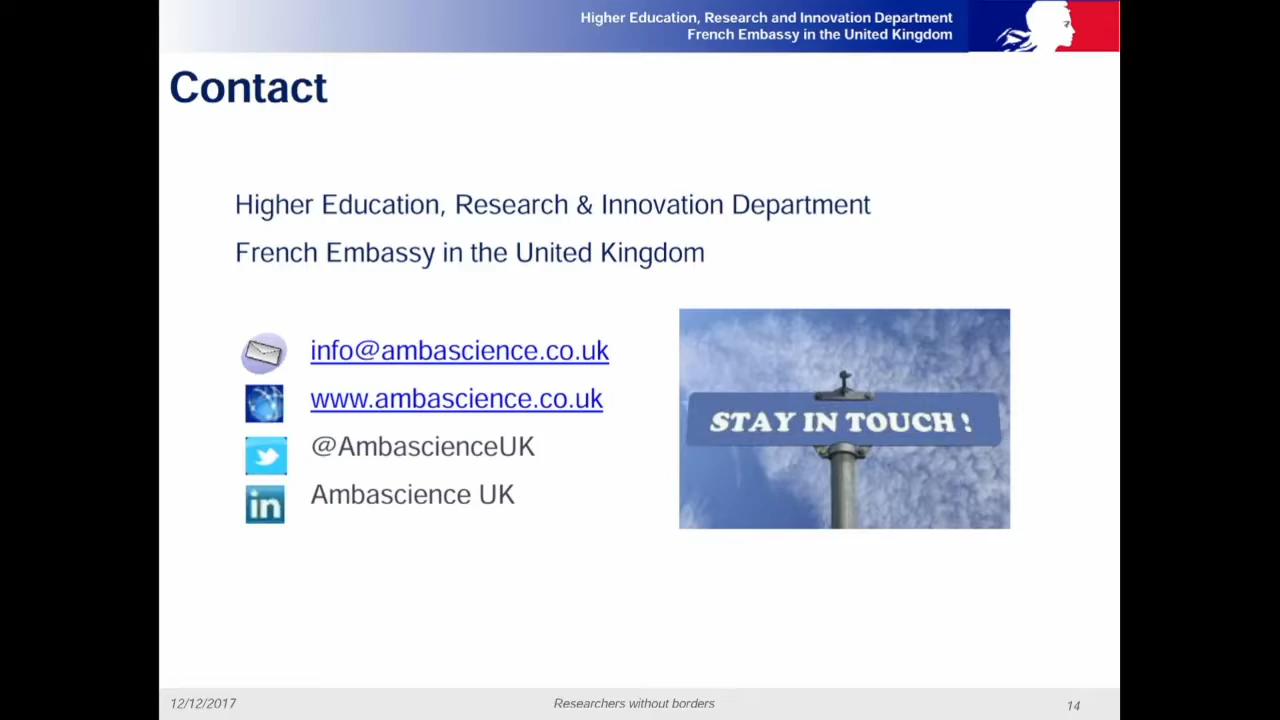 Higher Education, Research and Innovation Department
French Embassy in the United Kingdom
Contact
Higher Education, Research & Innovation Department
French Embassy in the United Kingdom
info@ambascience.co.uk
www.ambascience.co.uk
@AmbascienceUK
in
Ambascience UK
STAY IN TOUCH !
12/12/2017
Researchers without borders
14